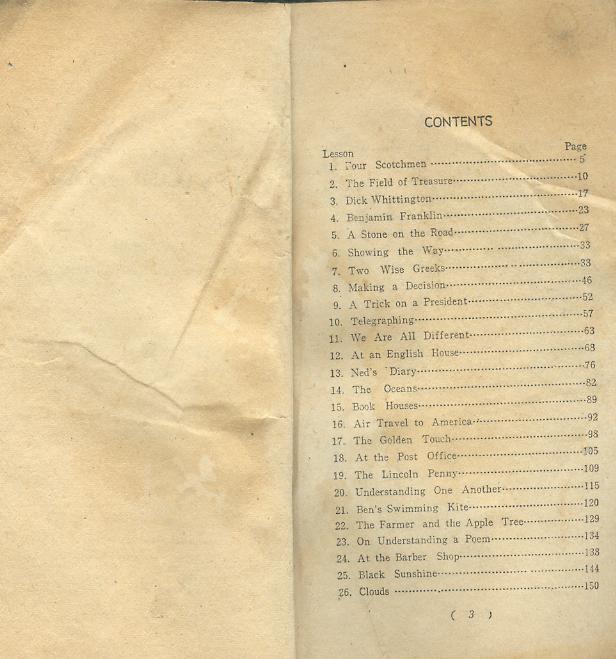 CONTENTS
Lesson Page
1. Four Scotchmen 5
2. The Field of Treasure 10
3. Dick Whittington 17
4. Benjamin Franklin 23
5. A Stone on the Road 27
6. Showing the Way 33
7. Two Wise Greeks 33
8. Making a Decision 46
9. A Trick on a President 52
10. Telegraphing 57
11. We Are All Different 63
12. At an English House 68
13. Ned's Diary 76
14. The Oceans 82
15. Book Houses 89
16. Air Travel to America 92
17. The Golden Touch 98
18. At the Post Office 105
19. The Lincoln Penny 109
20. Understanding One Another 115
21. Ben's Swimming Kite 120
22. The Farmer and the Apple Tree 129
23. On Understanding a Poem 134
24. At the Barber Shop 138
25. Black Sunshine 144
26. Clouds 150
( 3 )